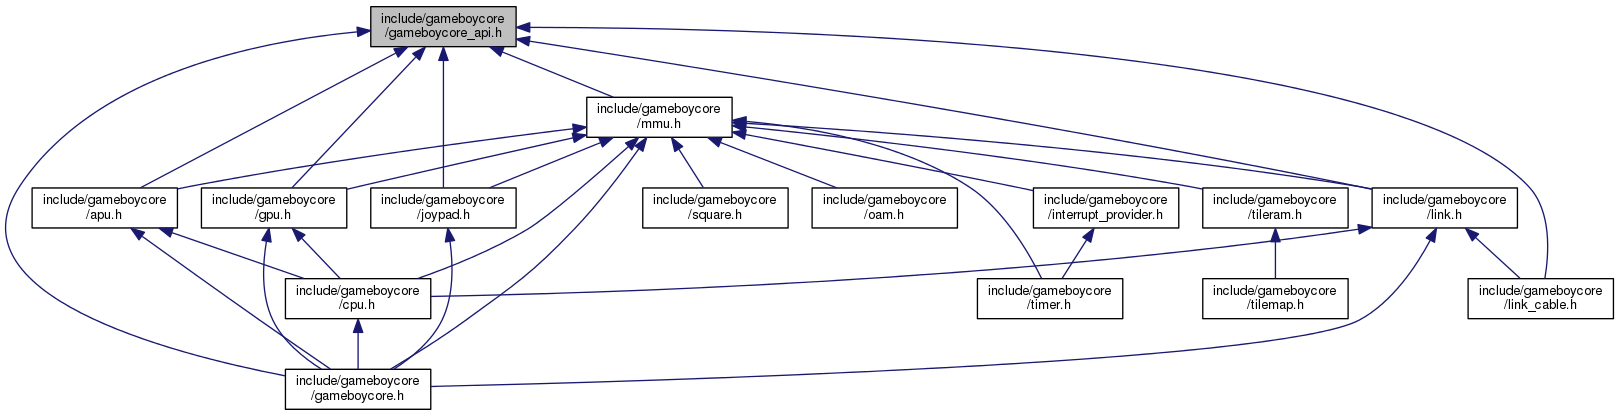 include/gameboycore
/gameboycore_api.h
include/gameboycore
/mmu.h
include/gameboycore
/apu.h
include/gameboycore
/gpu.h
include/gameboycore
/joypad.h
include/gameboycore
/square.h
include/gameboycore
/oam.h
include/gameboycore
/interrupt_provider.h
include/gameboycore
/tileram.h
include/gameboycore
/link.h
include/gameboycore
/cpu.h
include/gameboycore
/timer.h
include/gameboycore
/tilemap.h
include/gameboycore
/link_cable.h
include/gameboycore
/gameboycore.h